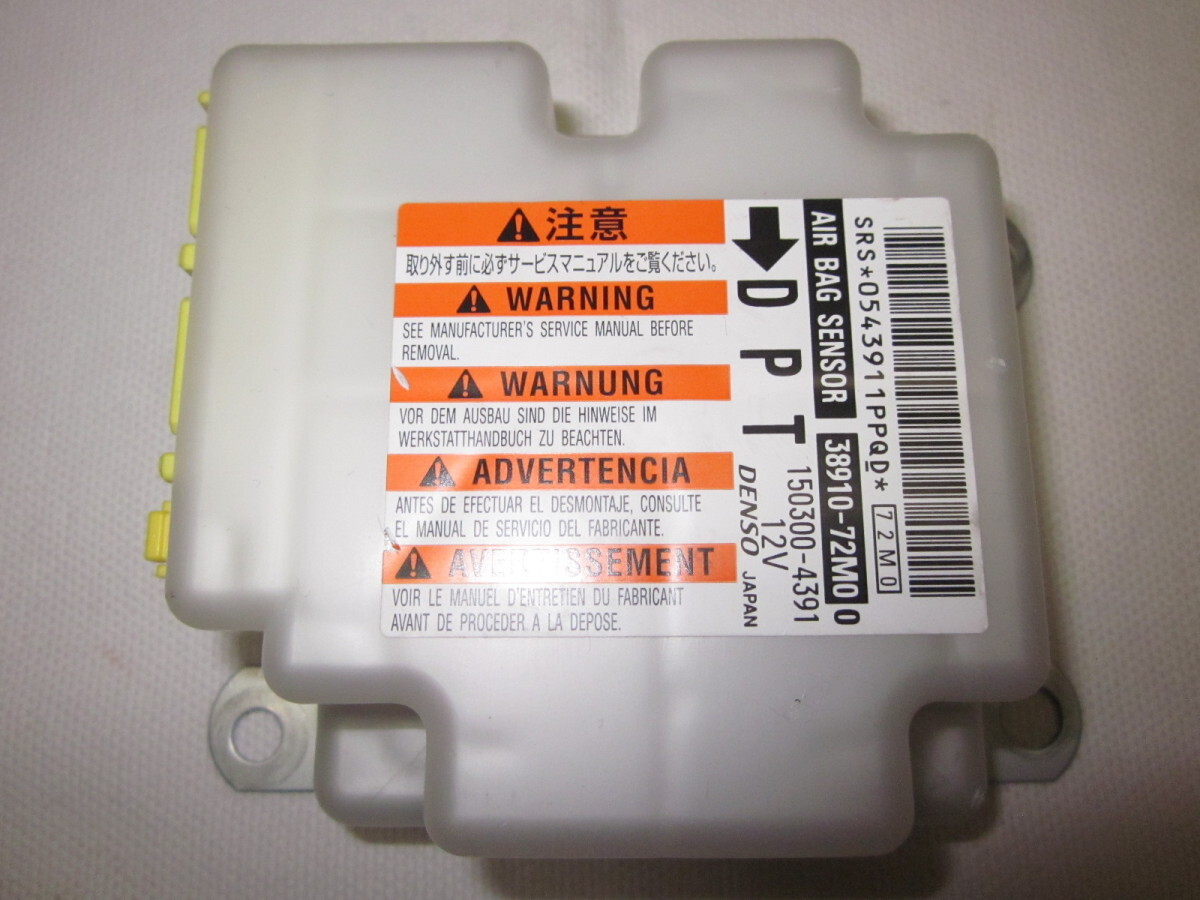 注意
取り外す前に必ずサービスマニュアルをご覧ください。
WARNING
SEE MANUFACTURER'S SERVICE MANUAL BEFORE
REMOVAL.
WARNUNG
VOR DEM AUSBAU SIND DIE HINWEISE IM
WERKSTATTHANDBUCH ZU BEACHTEN.
ADVERTENCIA
ANTES DE EFECTUAR EL DESMONTAJE, CONSULTE
EL MANUAL DE SERVICIO DEL FABRICANTE.
AVERTISSEMENT
VOIR LE MANUEL D'ENTRETIEN DU FABRICANT
AVANT DE PROCEDER A LA DEPOSE.
SRS*0543911PPQD* 72M0
AIR BAG SENSOR 38910-72M0 0
150300-4391
12V
DPT
DENSO JAPAN